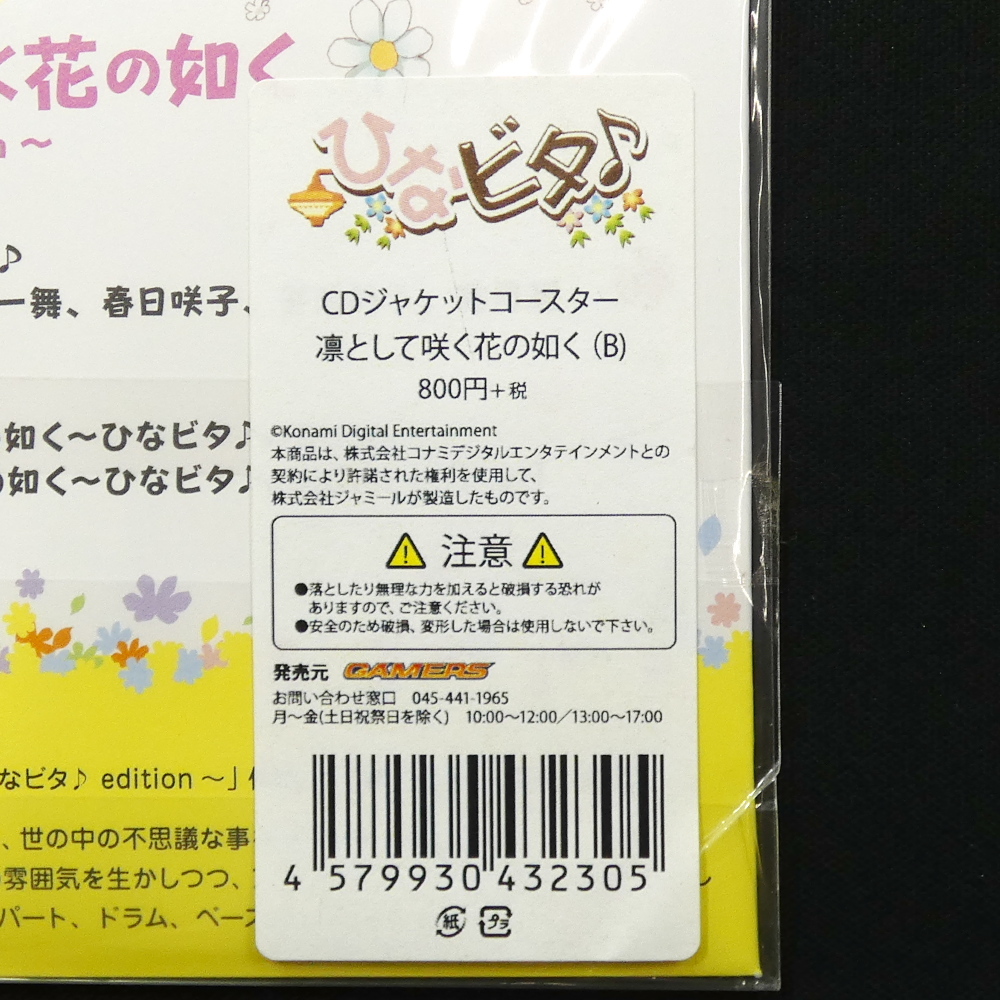 く花の如く
～
ひなビタ♪
♪
ー舞、春日咲子、
CDジャケットコースター
凛として咲く花の如く (B)
800円+税
如く～ひなビタ♪
の如く～ひなビタ♪
©Konami Digital Entertainment
本商品は、株式会社コナミデジタルエンタテインメントとの
契約により許諾された権利を使用して、
株式会社ジャミールが製造したものです。
注意
●落としたり無理な力を加えると破損する恐れが
ありますので、ご注意ください。
●安全のため破損、変形した場合は使用しないで下さい。
発売元 GAMERS
お問い合わせ窓口 045-441-1965
月～金(土日祝祭日を除く) 10:00～12:00／13:00～17:00
なビタ♪ edition ～」
、世の中の不思議な事
雰囲気を生かしつつ、
パート、ドラム、ベース
4 579930 432305
紙 プラ